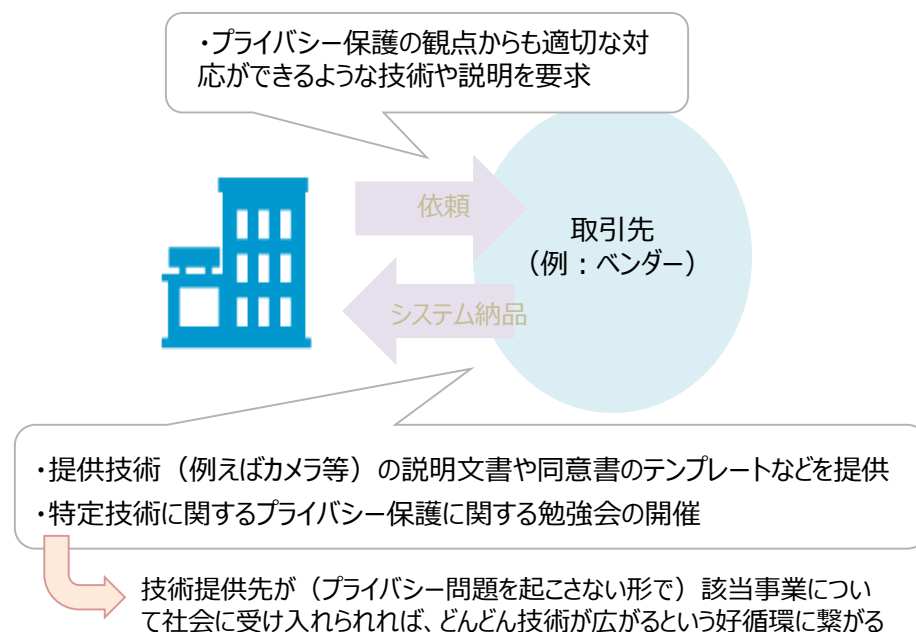 ・プライバシー保護の観点からも適切な対
応ができるような技術や説明を要求
依頼
取引先
（例：ベンダー）
システム納品
・提供技術（例えばカメラ等）の説明文書や同意書のテンプレートなどを提供
・特定技術に関するプライバシー保護に関する勉強会の開催
技術提供先が（プライバシー問題を起こさない形で）該当事業につい
て社会に受け入れられれば、どんどん技術が広がるという好循環に繋がる